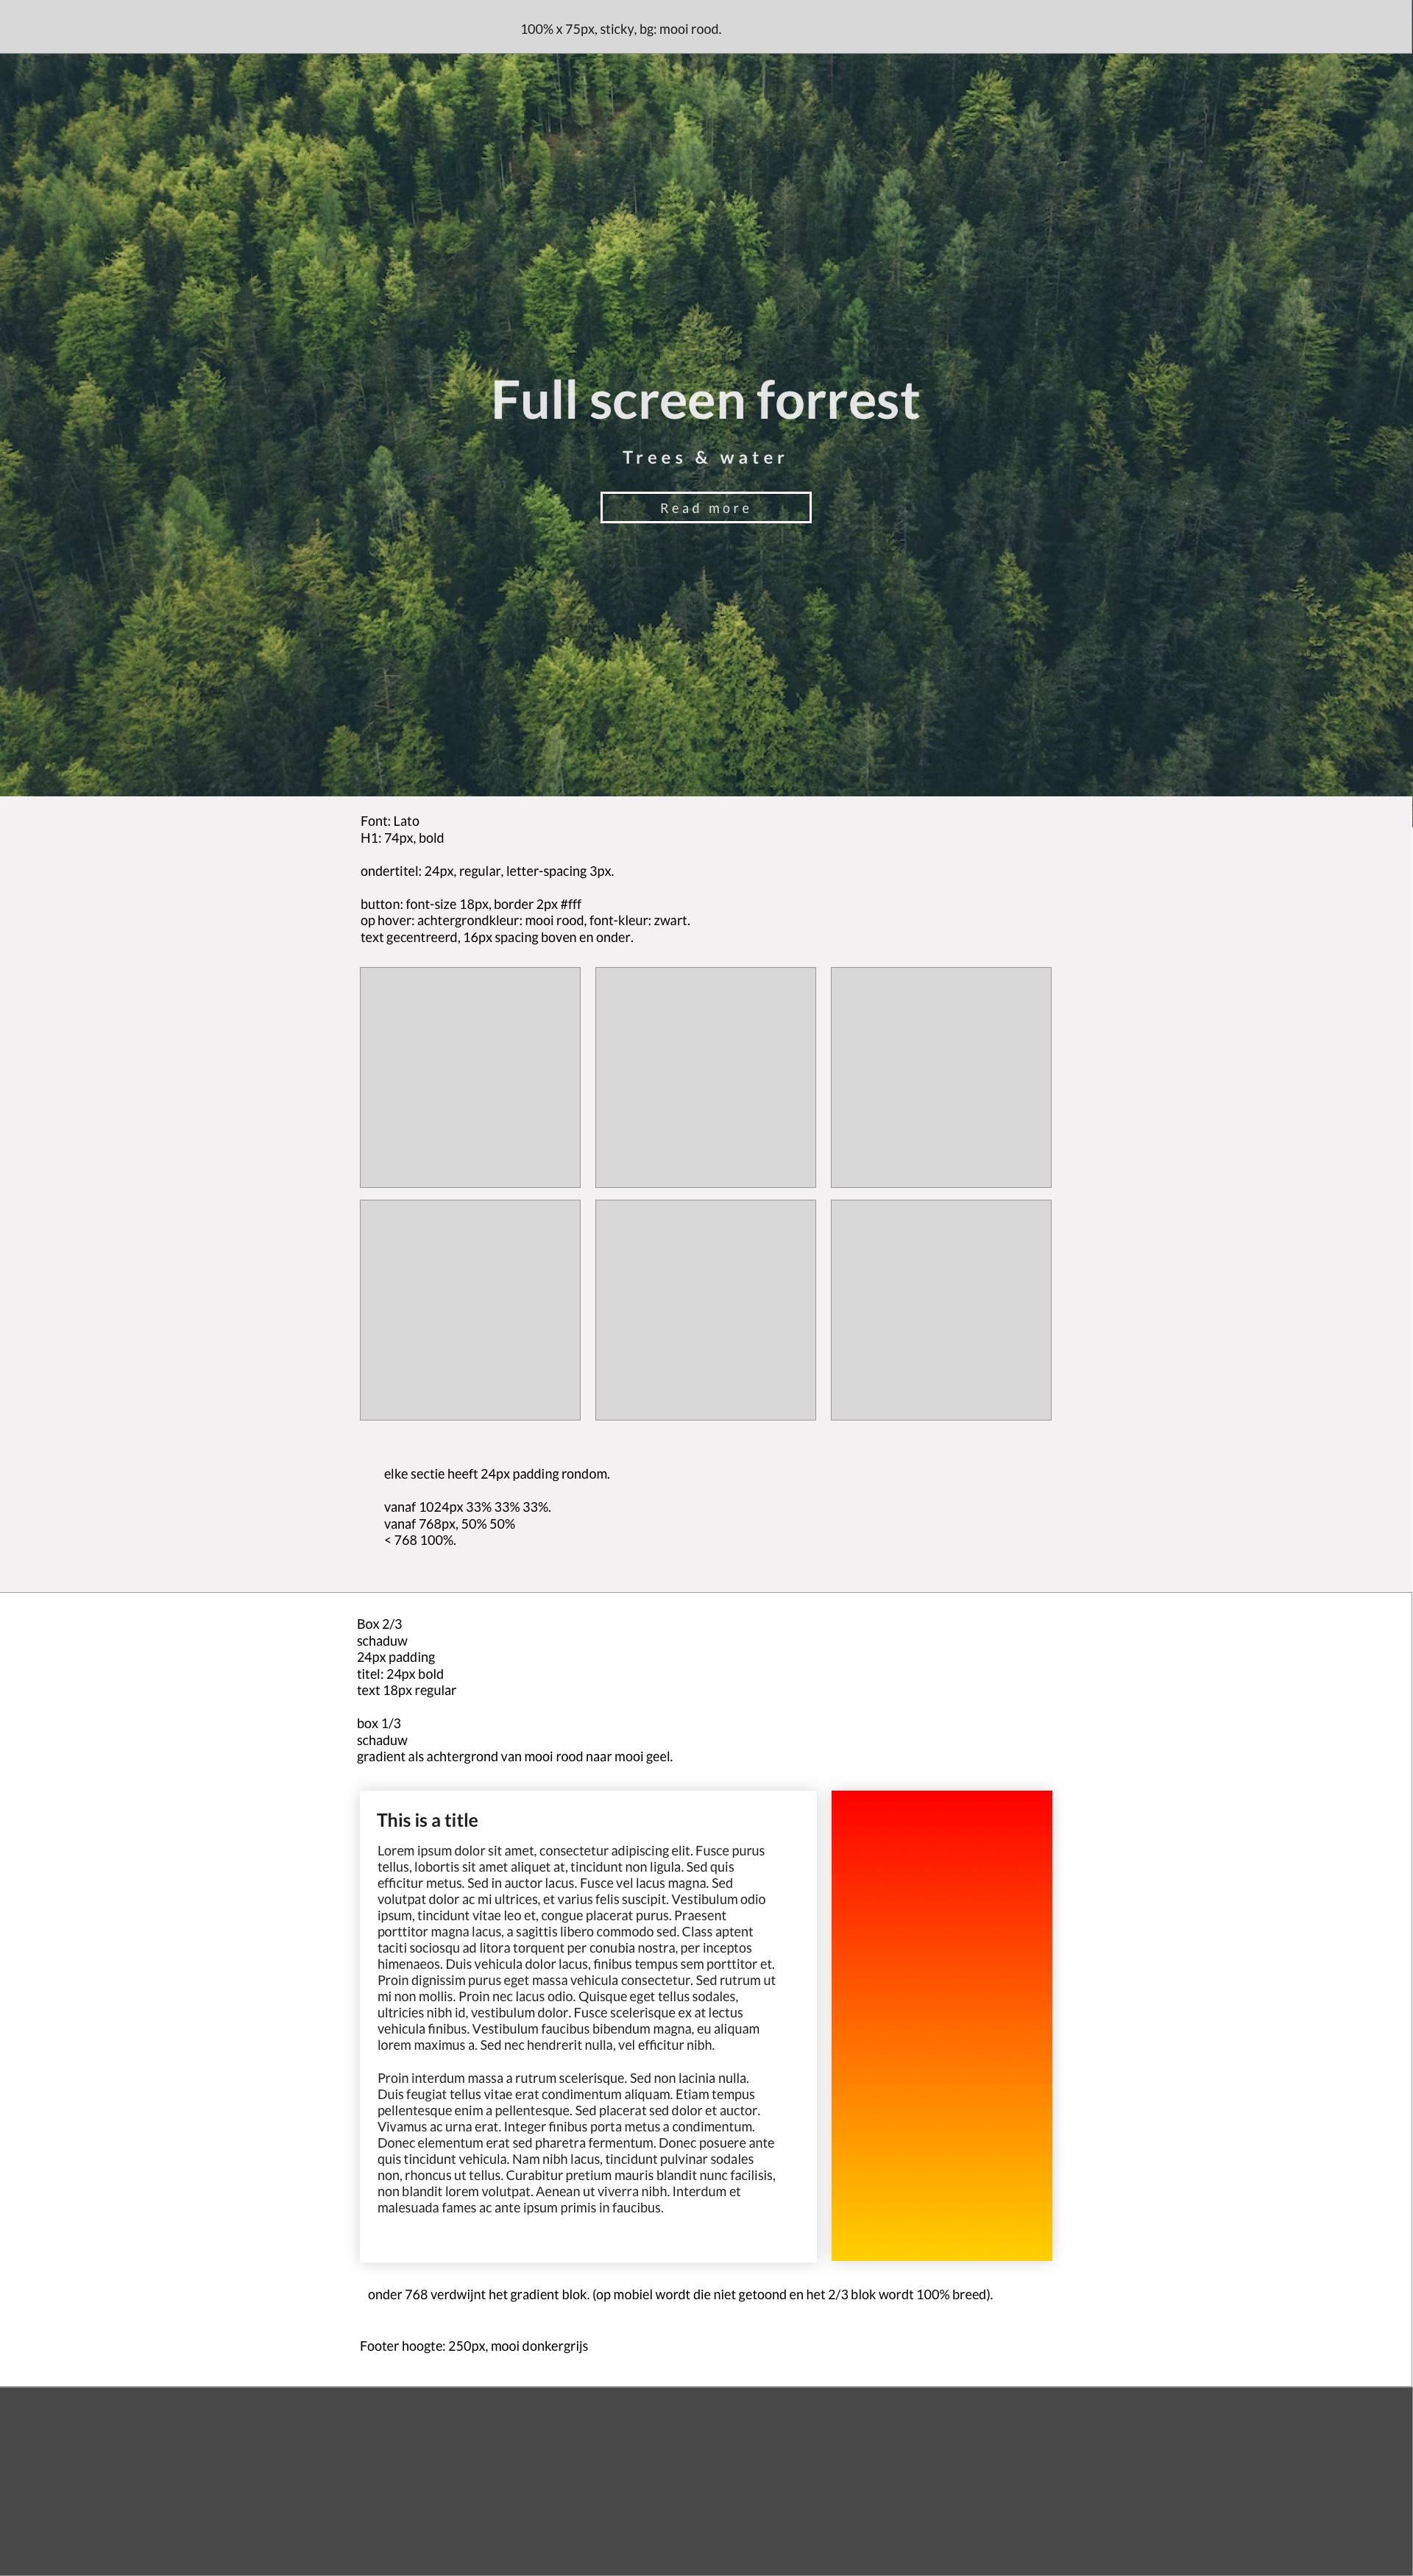 100% x 75px, sticky, bg: mooi rood.
Full screen forrest
Trees & water
Read more
Font: Lato
H1: 74px, bold
ondertitel: 24px, regular, letter-spacing 3px.
button: font-size 18px, border 2px #fff
op hover: achtergrondkleur: mooi rood, font-kleur: zwart.
text gecentreerd, 16px spacing boven en onder.
elke sectie heeft 24px padding rondom.
vanaf 1024px 33% 33% 33%.
vanaf 768px, 50% 50%
< 768 100%.
Box 2/3
schaduw
24px padding
titel: 24px bold
text 18px regular
box 1/3
schaduw
gradient als achtergrond van mooi rood naar mooi geel.
This is a title
Lorem ipsum dolor sit amet, consectetur adipiscing elit. Fusce purus
tellus, lobortis sit amet aliquet at, tincidunt non ligula. Sed quis
efficitur metus. Sed in auctor lacus. Fusce vel lacus magna. Sed
volutpat dolor ac mi ultrices, et varius felis suscipit. Vestibulum odio
ipsum, tincidunt vitae leo et, congue placerat purus. Praesent
porttitor magna lacus, a sagittis libero commodo sed. Class aptent
taciti sociosqu ad litora torquent per conubia nostra, per inceptos
himenaeos. Duis vehicula dolor lacus, finibus tempus sem porttitor et.
Proin dignissim purus eget massa vehicula consectetur. Sed rutrum ut
mi non mollis. Proin nec lacus odio. Quisque eget tellus sodales,
ultricies nibh id, vestibulum dolor. Fusce scelerisque ex at lectus
vehicula finibus. Vestibulum faucibus bibendum magna, eu aliquam
lorem maximus a. Sed nec hendrerit nulla, vel efficitur nibh.
Proin interdum massa a rutrum scelerisque. Sed non lacinia nulla.
Duis feugiat tellus vitae erat condimentum aliquam. Etiam tempus
pellentesque enim a pellentesque. Sed placerat sed dolor et auctor.
Vivamus ac urna erat. Integer finibus porta metus a condimentum.
Donec elementum erat sed pharetra fermentum. Donec posuere ante
quis tincidunt vehicula. Nam nibh lacus, tincidunt pulvinar sodales
non, rhoncus ut tellus. Curabitur pretium mauris blandit nunc facilisis,
non blandit lorem volutpat. Aenean ut viverra nibh. Interdum et
malesuada fames ac ante ipsum primis in faucibus.
onder 768 verdwijnt het gradient blok. (op mobiel wordt die niet getoond en het 2/3 blok wordt 100% breed).
Footer hoogte: 250px, mooi donkergrijs